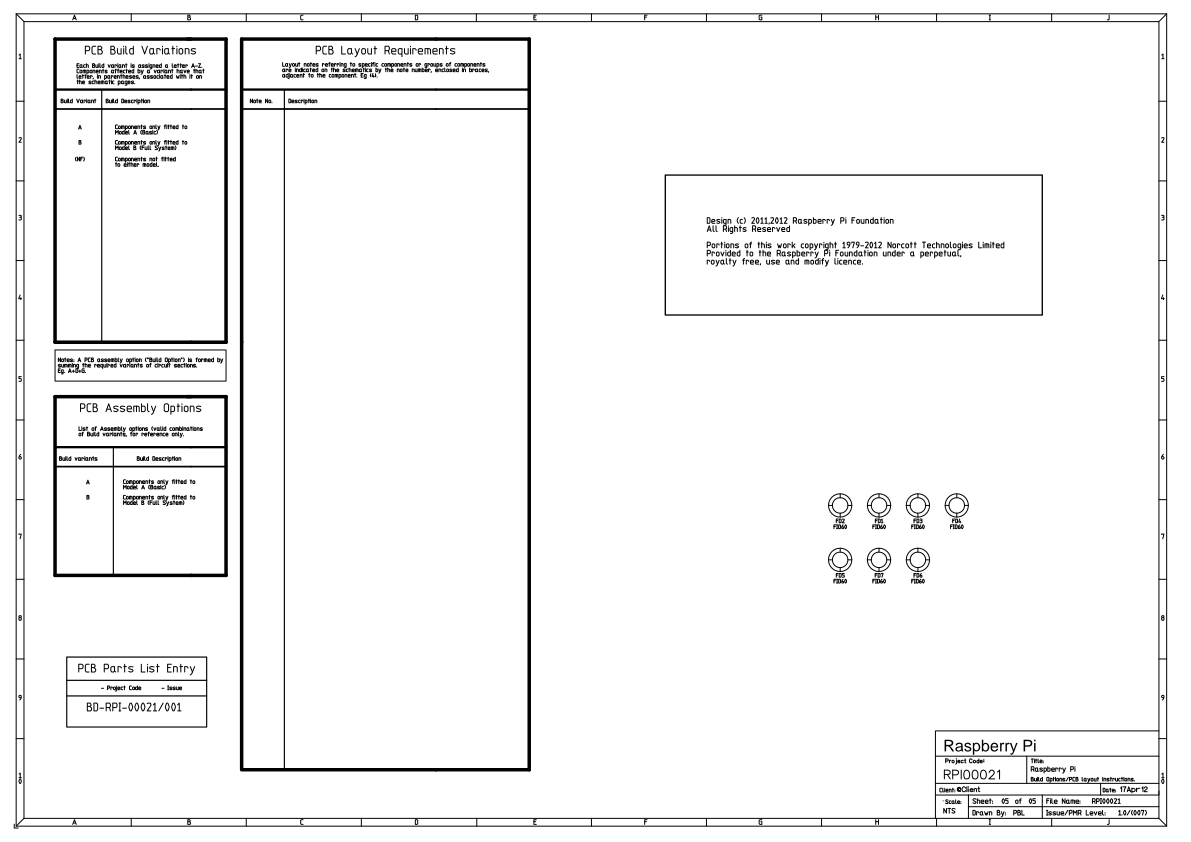 A B C D E F G H I J
1
2
3
4
5
6
7
8
9
10
PCB Build Variations
Each Build variant is assigned a letter A-Z.
Components affected by a variant have that
letter, in parentheses, associated with it on
the schematic pages.
Build Variant Build Description
A Components only fitted to
Model A (Basic)
B Components only fitted to
Model B (Full System)
(NF) Components not fitted
to either model.
Notes: A PCB assembly option ("Build Option") is formed by
summing the required variants of circuit sections.
Eg. A+D+G.
PCB Assembly Options
List of Assembly options (valid combinations
of Build variants, for reference only.
Build variants Build Description
A Components only fitted to
Model A (Basic)
B Components only fitted to
Model B (Full System)
PCB Parts List Entry
- Project Code - Issue
BD-RPI-00021/001
PCB Layout Requirements
Layout notes referring to specific components or groups of components
are indicated on the schematics by the note number, enclosed in braces,
adjacent to the component. Eg {4}.
Note No. Description
Design (c) 2011,2012 Raspberry Pi Foundation
All Rights Reserved
Portions of this work copyright 1979-2012 Norcott Technologies Limited
Provided to the Raspberry Pi Foundation under a perpetual,
royalty free, use and modify licence.
FD2 FD1 FD3 FD4
FID60 FID60 FID60 FID60
FD5 FD7 FD6
FID60 FID60 FID60
Raspberry Pi
Project Code: Title:
RPI00021 Raspberry Pi
Build Options/PCB layout instructions.
Client: ©Client Date: 17Apr12
Scale: Sheet: 05 of 05 File Name: RPI00021
NTS Drawn By: PBL Issue/PMR Level: 1.0/(007)
1
2
3
4
5
6
7
8
9
10
A B C D E F G H I J